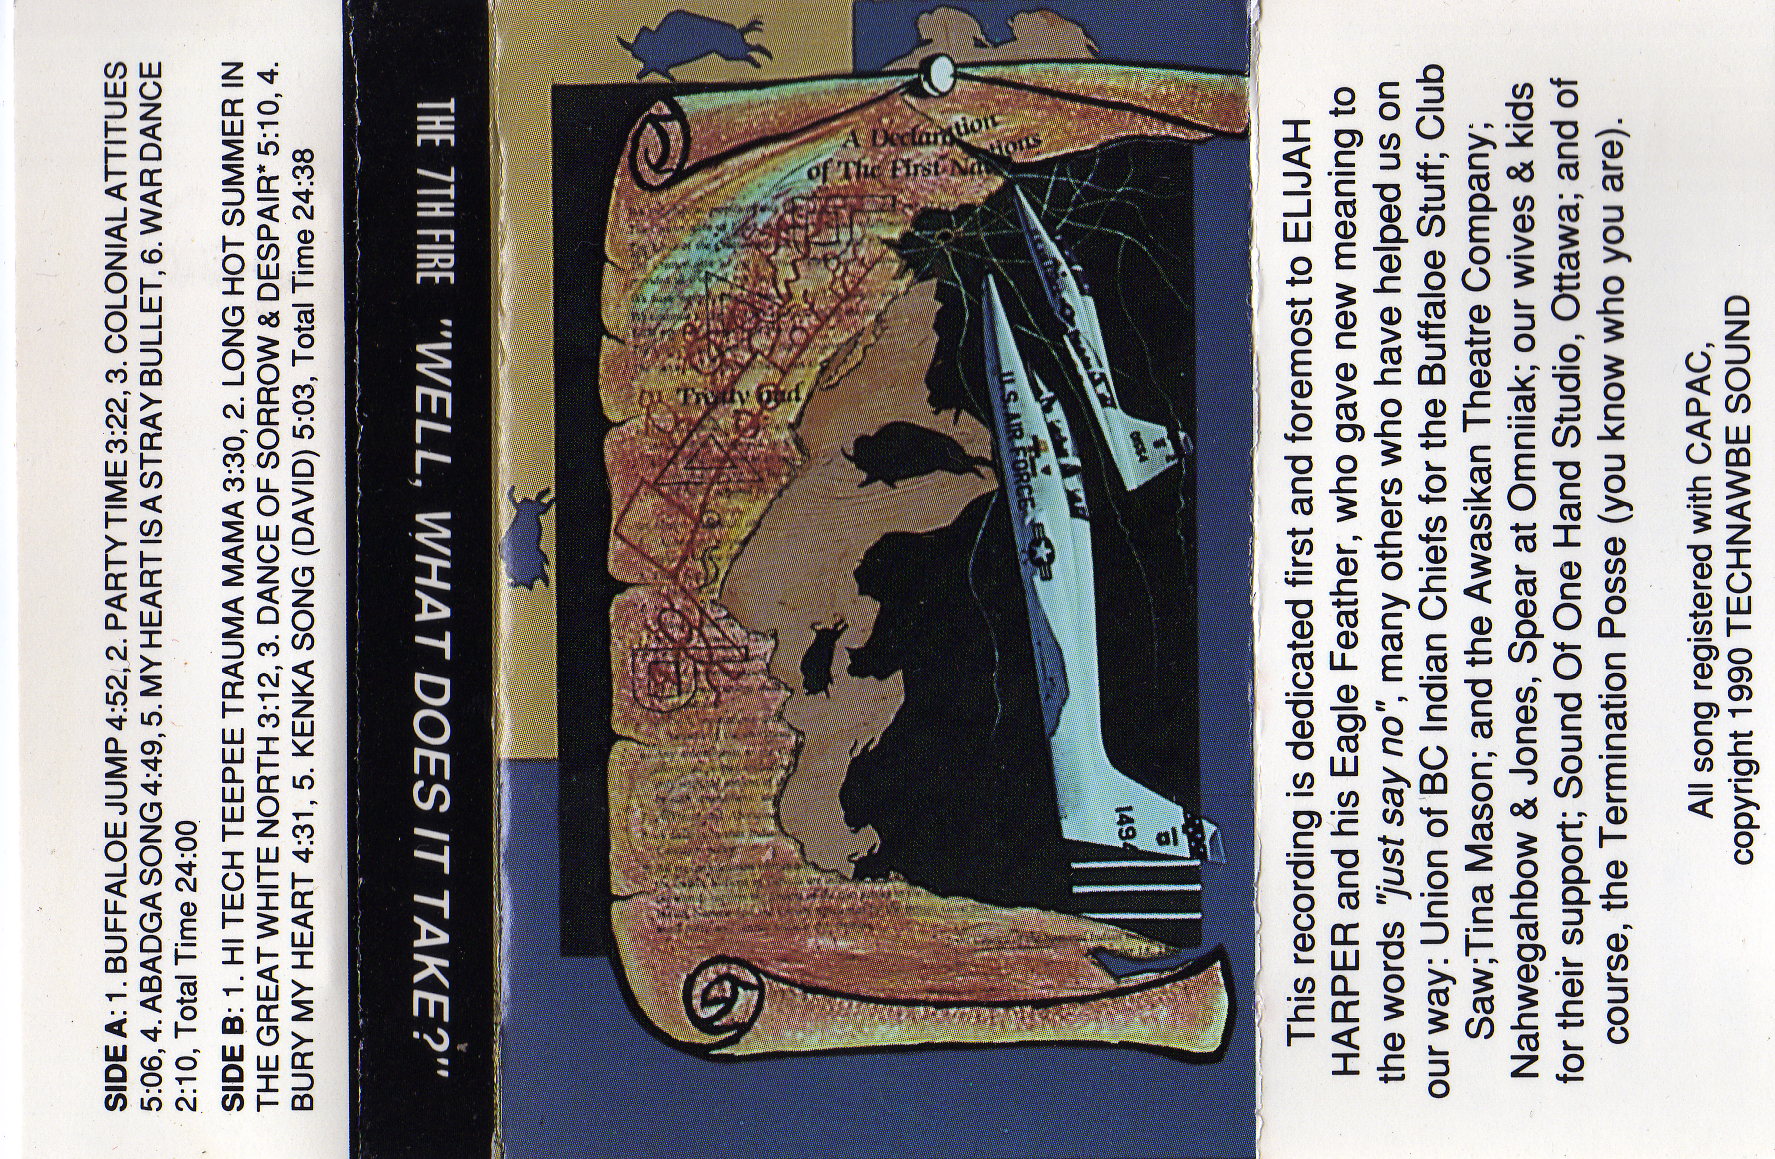 SIDE A: 1. BUFFALOE JUMP 4:52, 2. PARTY TIME 3:22, 3. COLONIAL ATTITUES
5:06, 4. ABADGA SONG 4:49, 5. MY HEART IS A STRAY BULLET, 6. WAR DANCE
2:10, Total Time 24:00
SIDE B: 1. HI TECH TEEPEE TRAUMA MAMA 3:30, 2. LONG HOT SUMMER IN
THE GREAT WHITE NORTH 3:12, 3. DANCE OF SORROW & DESPAIR* 5:10, 4.
BURY MY HEART 4:31, 5. KENKA SONG (DAVID) 5:03, Total Time 24:38
THE 7TH FIRE "WELL, WHAT DOES IT TAKE?"
A Declaration
of The First Nations
Treaty
U.S. AIR FORCE
149
This recording is dedicated first and foremost to ELIJAH
HARPER and his Eagle Feather, who gave new meaning to
the words "just say no", many others who have helped us on
our way: Union of BC Indian Chiefs for the Buffaloe Stuff; Club
Saw;Tina Mason; and the Awasikan Theatre Company;
Nahwegahbow & Jones, Spear at Omniiak; our wives & kids
for their support; Sound Of One Hand Studio, Ottawa; and of
course, the Termination Posse (you know who you are).
All song registered with CAPAC,
copyright 1990 TECHNAWBE SOUND